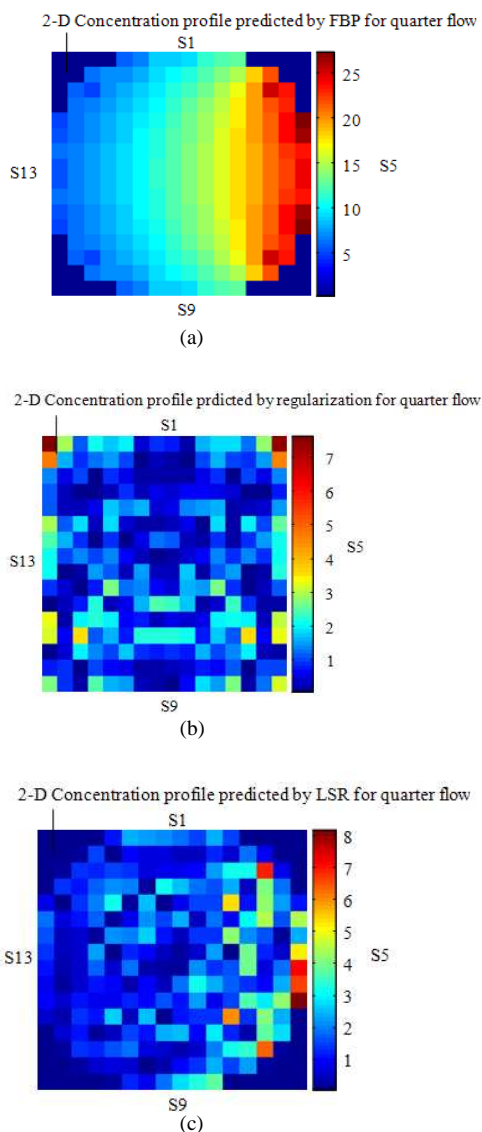 2-D Concentration profile predicted by FBP for quarter flow
S1
25
20
15
10
5
S13
S5
S9
(a)
2-D Concentration profile prdicted by regularization for quarter flow
S1
7
6
5
4
3
2
1
S13
S5
S9
(b)
2-D Concentration profile predicted by LSR for quarter flow
S1
8
7
6
5
4
3
2
1
S13
S5
S9
(c)